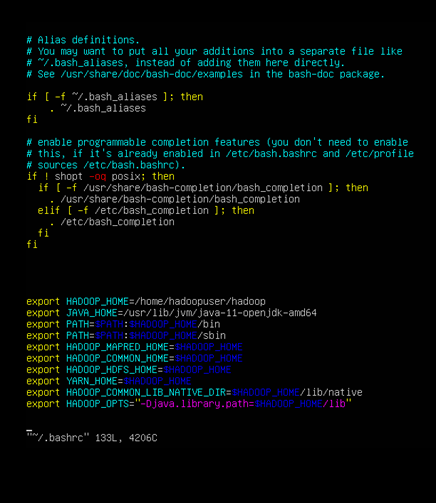 # Alias definitions.
# You may want to put all your additions into a separate file like
# ~/.bash_aliases, instead of adding them here directly.
# See /usr/share/doc/bash-doc/examples in the bash-doc package.
if [ -f ~/.bash_aliases ]; then
    . ~/.bash_aliases
fi
# enable programmable completion features (you don't need to enable
# this, if it's already enabled in /etc/bash.bashrc and /etc/profile
# sources /etc/bash.bashrc).
if ! shopt -oq posix; then
  if [ -f /usr/share/bash-completion/bash_completion ]; then
    . /usr/share/bash-completion/bash_completion
  elif [ -f /etc/bash_completion ]; then
    . /etc/bash_completion
  fi
fi
export HADOOP_HOME=/home/hadoopuser/hadoop
export JAVA_HOME=/usr/lib/jvm/java-11-openjdk-amd64
export PATH=$PATH:$HADOOP_HOME/bin
export PATH=$PATH:$HADOOP_HOME/sbin
export HADOOP_MAPRED_HOME=$HADOOP_HOME
export HADOOP_COMMON_HOME=$HADOOP_HOME
export HADOOP_HDFS_HOME=$HADOOP_HOME
export YARN_HOME=$HADOOP_HOME
export HADOOP_COMMON_LIB_NATIVE_DIR=$HADOOP_HOME/lib/native
export HADOOP_OPTS="-Djava.library.path=$HADOOP_HOME/lib"
"~/.bashrc" 133L, 4206C